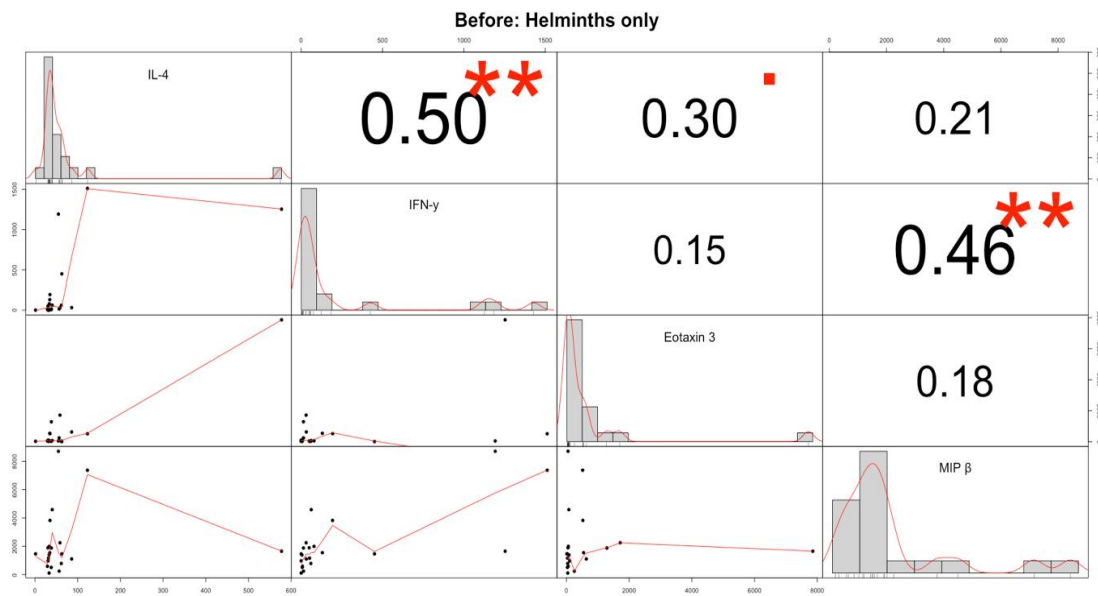 Before: Helminths only
0 500 1000 1500
0 2000 4000 6000 8000
IL-4
0.50**
0.30
0.21
0 500 1000 1500
IFN-y
0.15
0.46**
Eotaxin 3
0.18
0 2000 4000 6000 8000
MIP β
0 100 200 300 400 500 600
0 2000 4000 6000 8000